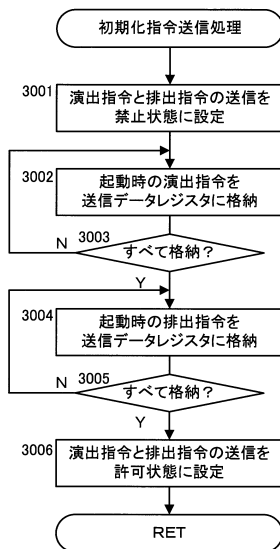 初期化指令送信処理
3001
演出指令と排出指令の送信を
禁止状態に設定
3002
起動時の演出指令を
送信データレジスタに格納
3003
N
すべて格納？
Y
3004
起動時の排出指令を
送信データレジスタに格納
3005
N
すべて格納？
Y
3006
演出指令と排出指令の送信を
許可状態に設定
RET